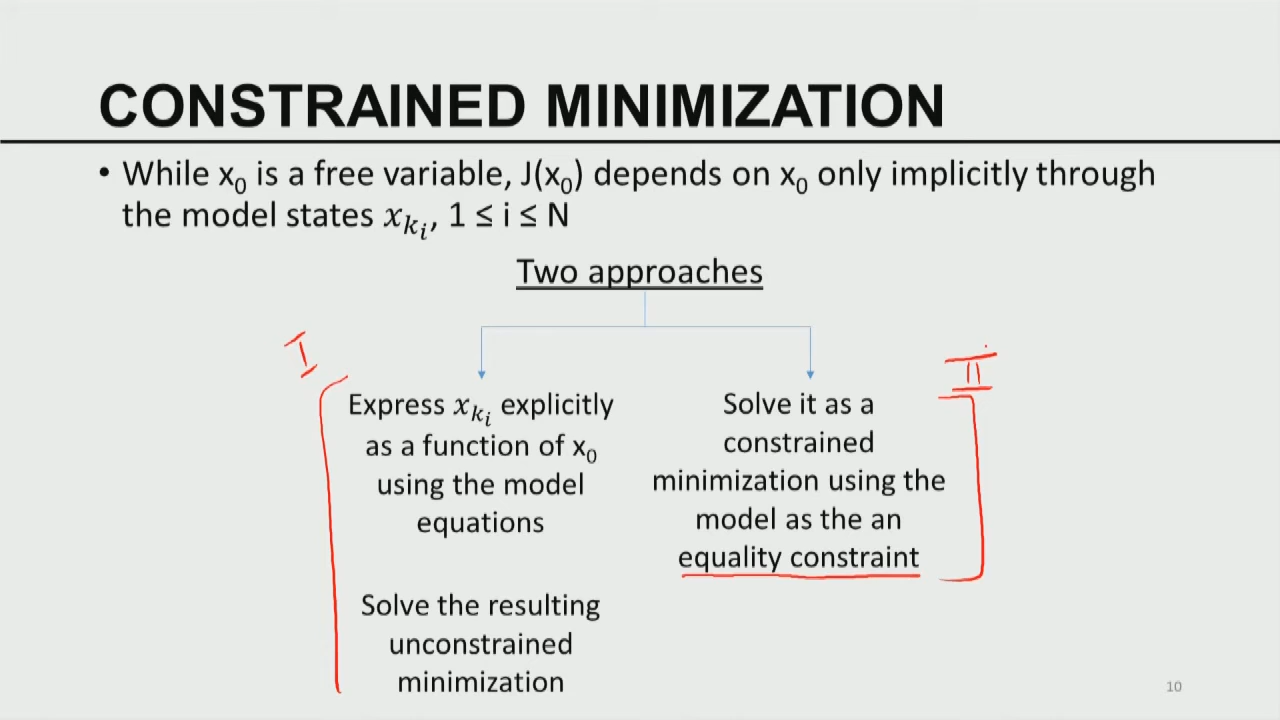 CONSTRAINED MINIMIZATION
• While x₀ is a free variable, J(x₀) depends on x₀ only implicitly through
the model states 𝑥ₖᵢ, 1 ≤ i ≤ N
Two approaches
I
II
Express 𝑥ₖᵢ explicitly
as a function of x₀
using the model
equations
Solve the resulting
unconstrained
minimization
Solve it as a
constrained
minimization using the
model as the an
equality constraint
10